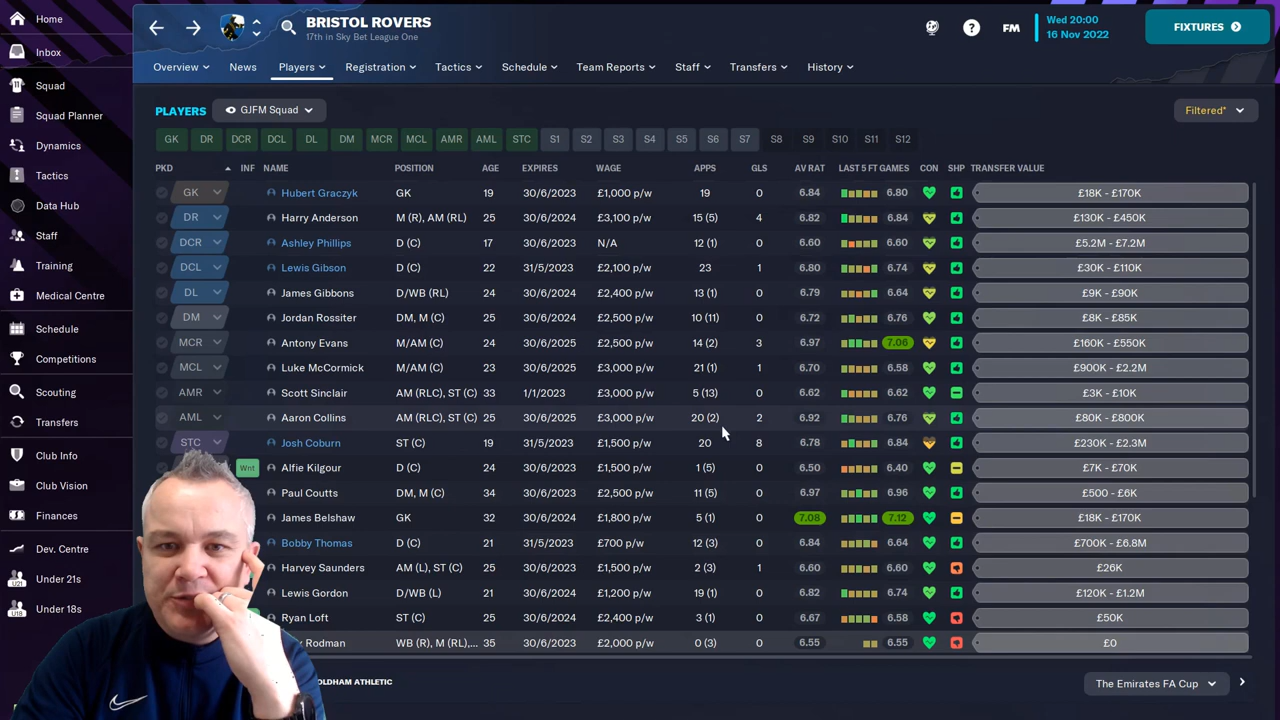 Home
BRISTOL ROVERS
17th in Sky Bet League One
FM
Wed 20:00
16 Nov 2022
FIXTURES
Inbox
Overview News Players Registration Tactics Schedule Team Reports Staff Transfers History
Squad
Squad Planner
Dynamics
Tactics
Data Hub
Staff
Training
Medical Centre
Schedule
Competitions
Scouting
Transfers
Club Info
Club Vision
Finances
Dev. Centre
Under 21s
Under 18s
PLAYERS GJFM Squad Filtered*
GK DR DCR DCL DL DM MCR MCL AMR AML STC S1 S2 S3 S4 S5 S6 S7 S8 S9 S10 S11 S12
PKD INF NAME POSITION AGE EXPIRES WAGE APPS GLS AV RAT LAST 5 FT GAMES CON SHP TRANSFER VALUE
GK Hubert Graczyk GK 19 30/6/2023 £1,000 p/w 19 0 6.84 6.80 £18K - £170K
DR Harry Anderson M (R), AM (RL) 25 30/6/2024 £3,100 p/w 15 (5) 4 6.82 6.84 £130K - £450K
DCR Ashley Phillips D (C) 17 30/6/2023 N/A 12 (1) 0 6.60 6.60 £5.2M - £7.2M
DCL Lewis Gibson D (C) 22 31/5/2023 £2,400 p/w 23 1 6.80 6.74 £30K - £110K
DL James Gibbons D/WB (RL) 24 30/6/2024 £2,400 p/w 13 (1) 0 6.79 6.64 £9K - £90K
DM Jordan Rossiter DM, M (C) 25 30/6/2024 £2,500 p/w 10 (11) 0 6.72 6.76 £8K - £85K
MCR Antony Evans M/AM (C) 24 30/6/2023 £2,500 p/w 14 (2) 3 6.97 7.06 £160K - £550K
MCL Luke McCormick M/AM (C) 23 30/6/2024 £3,000 p/w 21 (1) 1 6.70 6.58 £900K - £2.2M
AMR Scott Sinclair AM (RLC), ST (C) 33 1/1/2023 £3,000 p/w 5 (13) 0 6.62 6.62 £3K - £10K
AML Aaron Collins AM (RLC), ST (C) 25 30/6/2025 £3,000 p/w 20 (2) 2 6.92 6.76 £80K - £800K
STC Josh Coburn ST (C) 19 31/5/2023 £1,500 p/w 20 8 6.78 6.84 £230K - £2.3M
Wnt Alfie Kilgour D (C) 24 30/6/2023 £1,500 p/w 1 (5) 0 6.50 6.40 £7K - £70K
Paul Coutts DM, M (C) 34 30/6/2023 £2,500 p/w 11 (5) 0 6.97 6.96 £500 - £6K
James Belshaw GK 32 30/6/2024 £1,800 p/w 5 (1) 0 7.08 7.12 £18K - £170K
Bobby Thomas D (C) 21 31/5/2023 £700 p/w 12 (3) 0 6.84 6.64 £700K - £6.8M
Harvey Saunders AM (L), ST (C) 25 30/6/2023 £1,500 p/w 2 (3) 1 6.60 6.60 £26K
Lewis Gordon D/WB (L) 21 30/6/2024 £1,200 p/w 19 (1) 0 6.82 6.74 £120K - £1.2M
Ryan Loft ST (C) 25 30/6/2024 £2,400 p/w 3 (1) 0 6.67 6.58 £50K
Rodman WB (R), M (RL),... 35 30/6/2023 £2,000 p/w 0 (3) 0 6.55 6.55 £0
OLDHAM ATHLETIC The Emirates FA Cup